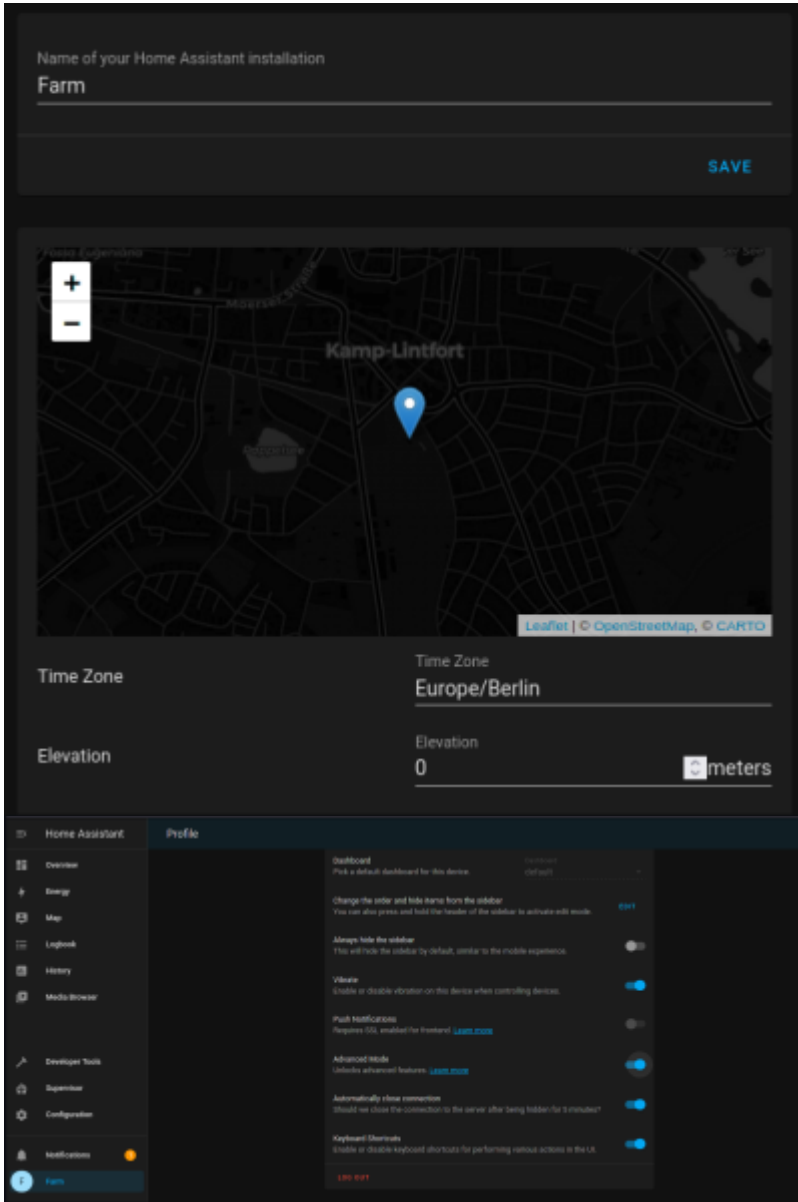 Name of your Home Assistant installation
Farm
SAVE
Fossa Eugeniana
+
−
Moerser Straße
Kamp-Lintfort
Leaflet | © OpenStreetMap, © CARTO
Time Zone
Time Zone
Europe/Berlin
Elevation
Elevation
0 meters
Home Assistant
Profile
Overview
Energy
Map
Logbook
History
Media Browser
Developer Tools
Supervisor
Configuration
Notifications
F Farm
Dashboard
Dashboard
Pick a default dashboard for this device.
default
Change the order and hide items from the sidebar
You can also press and hold the header of the sidebar to activate edit mode.
EDIT
Always hide the sidebar
This will hide the sidebar by default, similar to the mobile experience.
Vibrate
Enable or disable vibration on this device when controlling devices.
Push Notifications
Requires SSL enabled for frontend. Learn more
Advanced Mode
Unlocks advanced features. Learn more
Automatically close connection
Should we close the connection to the server after being hidden for 5 minutes?
Keyboard Shortcuts
Enable or disable keyboard shortcuts for performing various actions in the UI.
LOG OUT